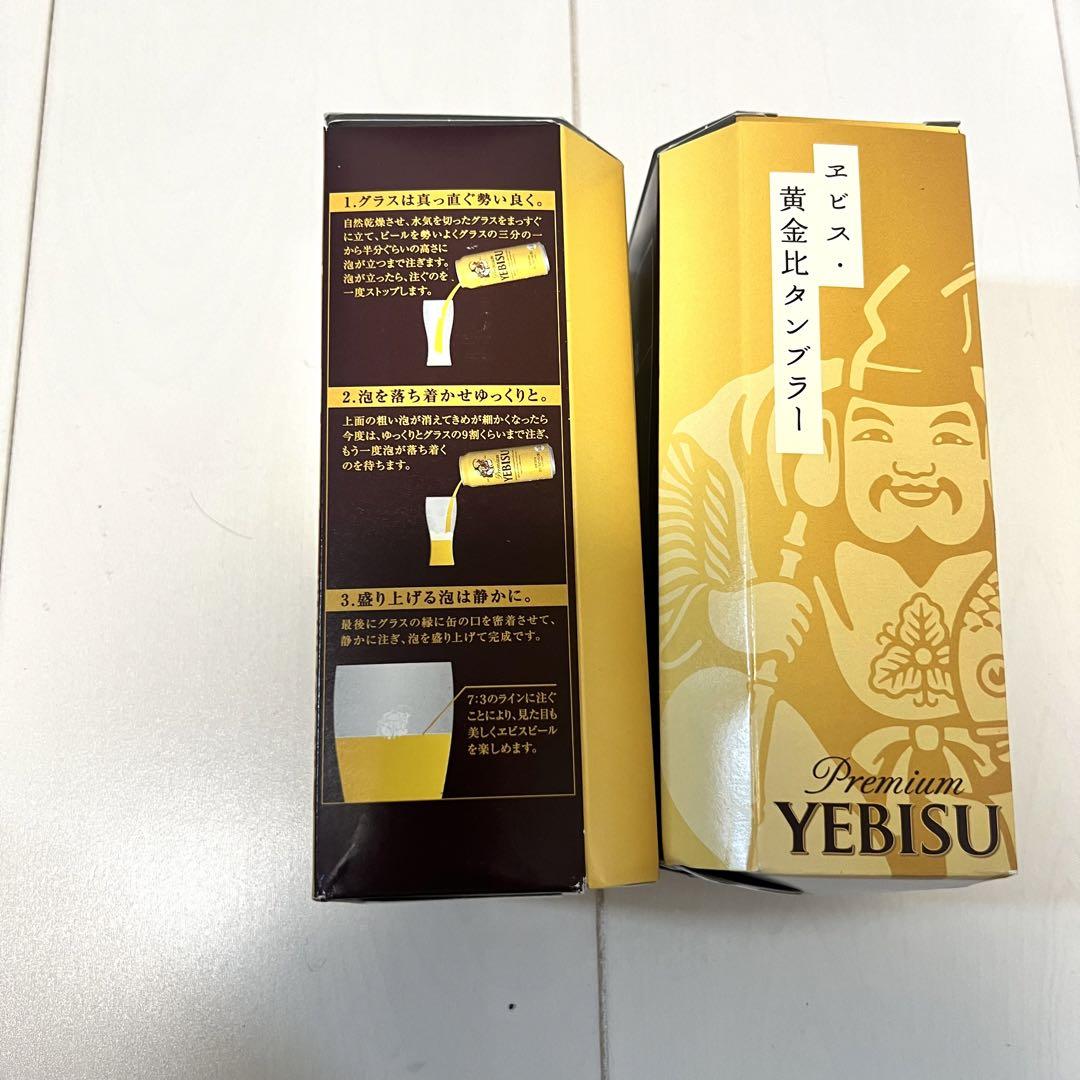 1.グラスは真っ直ぐ勢い良く。
自然乾燥させ、水気を切ったグラスをまっすぐ
に立て、ビールを勢いよくグラスの三分の一
から半分ぐらいの高さに
泡が立つまで注ぎます。
泡が立ったら、注ぐのを
一度ストップします。
YEBISU
2.泡を落ち着かせゆっくりと。
上面の粗い泡が消えてきめが細かくなったら
今度は、ゆっくりとグラスの9割くらいまで注ぎ、
もう一度泡が落ち着く
のを待ちます。
Premium
YEBISU
3.盛り上げる泡は静かに。
最後にグラスの縁に缶の口を密着させて、
静かに注ぎ、泡を盛り上げて完成です。
7:3のラインに注ぐ
ことにより、見た目も
美しくヱビスビール
を楽しめます。
ヱビス・
黄金比タンブラー
Premium
YEBISU